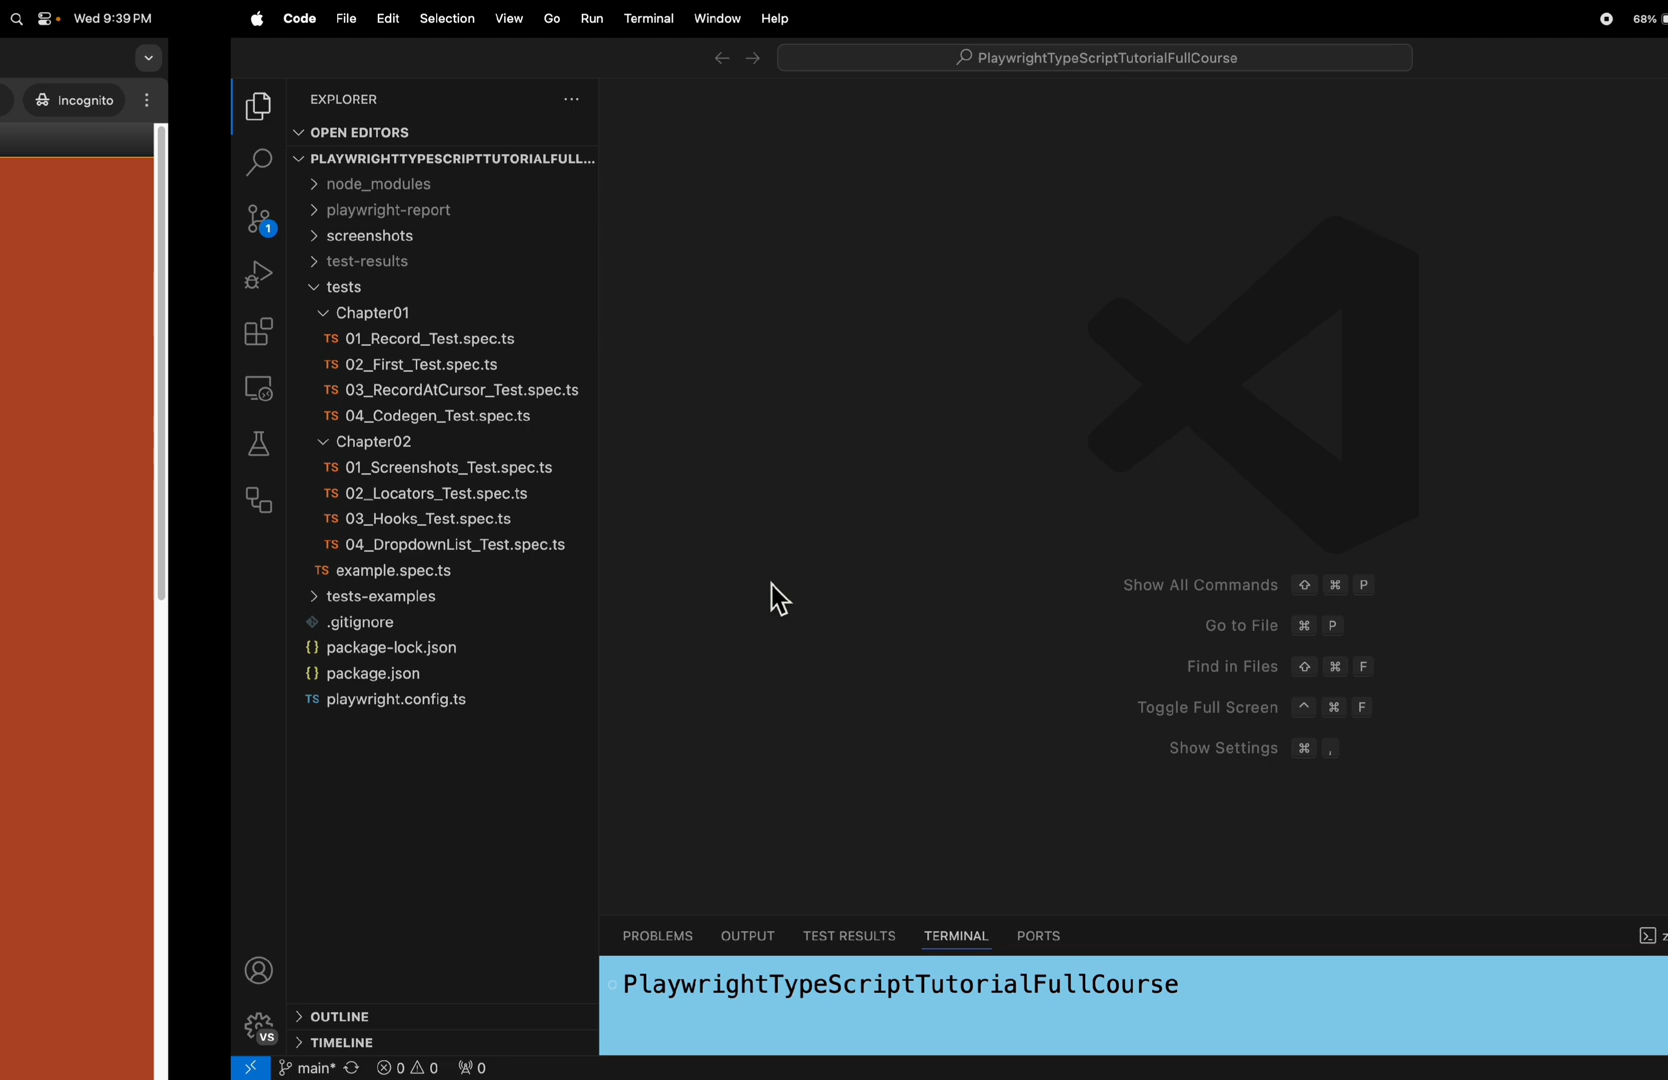 Wed 9:39 PM
Code File Edit Selection View Go Run Terminal Window Help
68%
PlaywrightTypeScriptTutorialFullCourse
Incognito
EXPLORER
OPEN EDITORS
PLAYWRIGHTTYPESCRIPTTUTORIALFULL...
node_modules
playwright-report
screenshots
test-results
tests
Chapter01
TS 01_Record_Test.spec.ts
TS 02_First_Test.spec.ts
TS 03_RecordAtCursor_Test.spec.ts
TS 04_Codegen_Test.spec.ts
Chapter02
TS 01_Screenshots_Test.spec.ts
TS 02_Locators_Test.spec.ts
TS 03_Hooks_Test.spec.ts
TS 04_DropdownList_Test.spec.ts
TS example.spec.ts
tests-examples
.gitignore
{} package-lock.json
{} package.json
TS playwright.config.ts
1
Show All Commands ⇧ ⌘ P
Go to File ⌘ P
Find in Files ⇧ ⌘ F
Toggle Full Screen ^ ⌘ F
Show Settings ⌘ ,
PROBLEMS OUTPUT TEST RESULTS TERMINAL PORTS
PlaywrightTypeScriptTutorialFullCourse
OUTLINE
TIMELINE
VS
main* 0 0 0